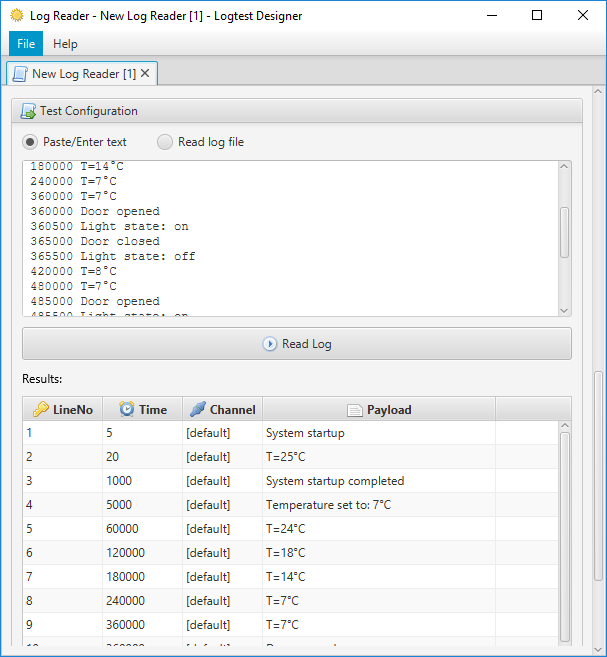 Log Reader - New Log Reader [1] - Logtest Designer
File Help
New Log Reader [1]
Test Configuration
Paste/Enter text Read log file
180000 T=14°C
240000 T=7°C
360000 T=7°C
360000 Door opened
360500 Light state: on
365000 Door closed
365500 Light state: off
420000 T=8°C
480000 T=7°C
485000 Door opened
485500 Light state: on
Read Log
Results:
LineNo Time Channel Payload
1 5 [default] System startup
2 20 [default] T=25°C
3 1000 [default] System startup completed
4 5000 [default] Temperature set to: 7°C
5 60000 [default] T=24°C
6 120000 [default] T=18°C
7 180000 [default] T=14°C
8 240000 [default] T=7°C
9 360000 [default] T=7°C